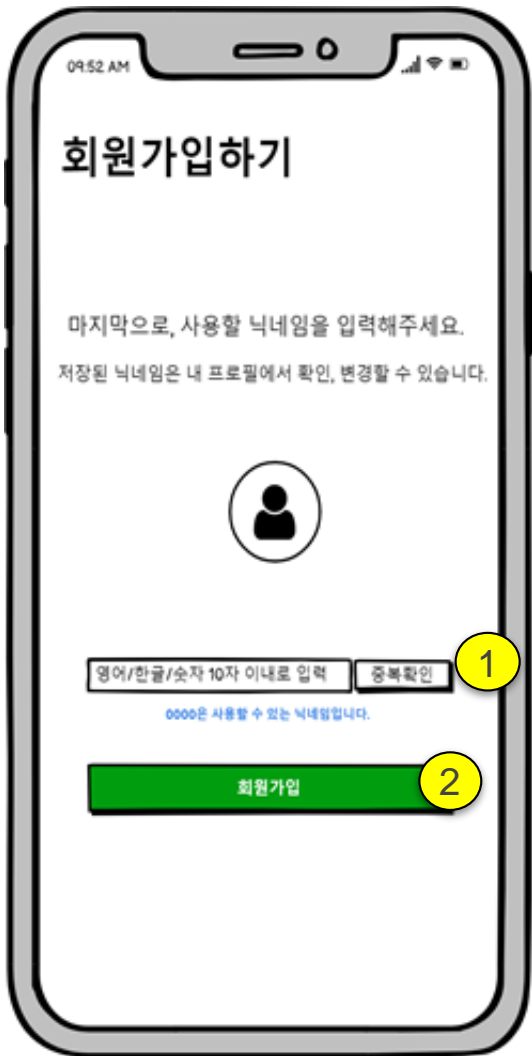 09:52 AM
회원가입하기
마지막으로, 사용할 닉네임을 입력해주세요.
저장된 닉네임은 내 프로필에서 확인, 변경할 수 있습니다.
영어/한글/숫자 10자 이내로 입력
중복확인
1
0000은 사용할 수 있는 닉네임입니다.
회원가입
2